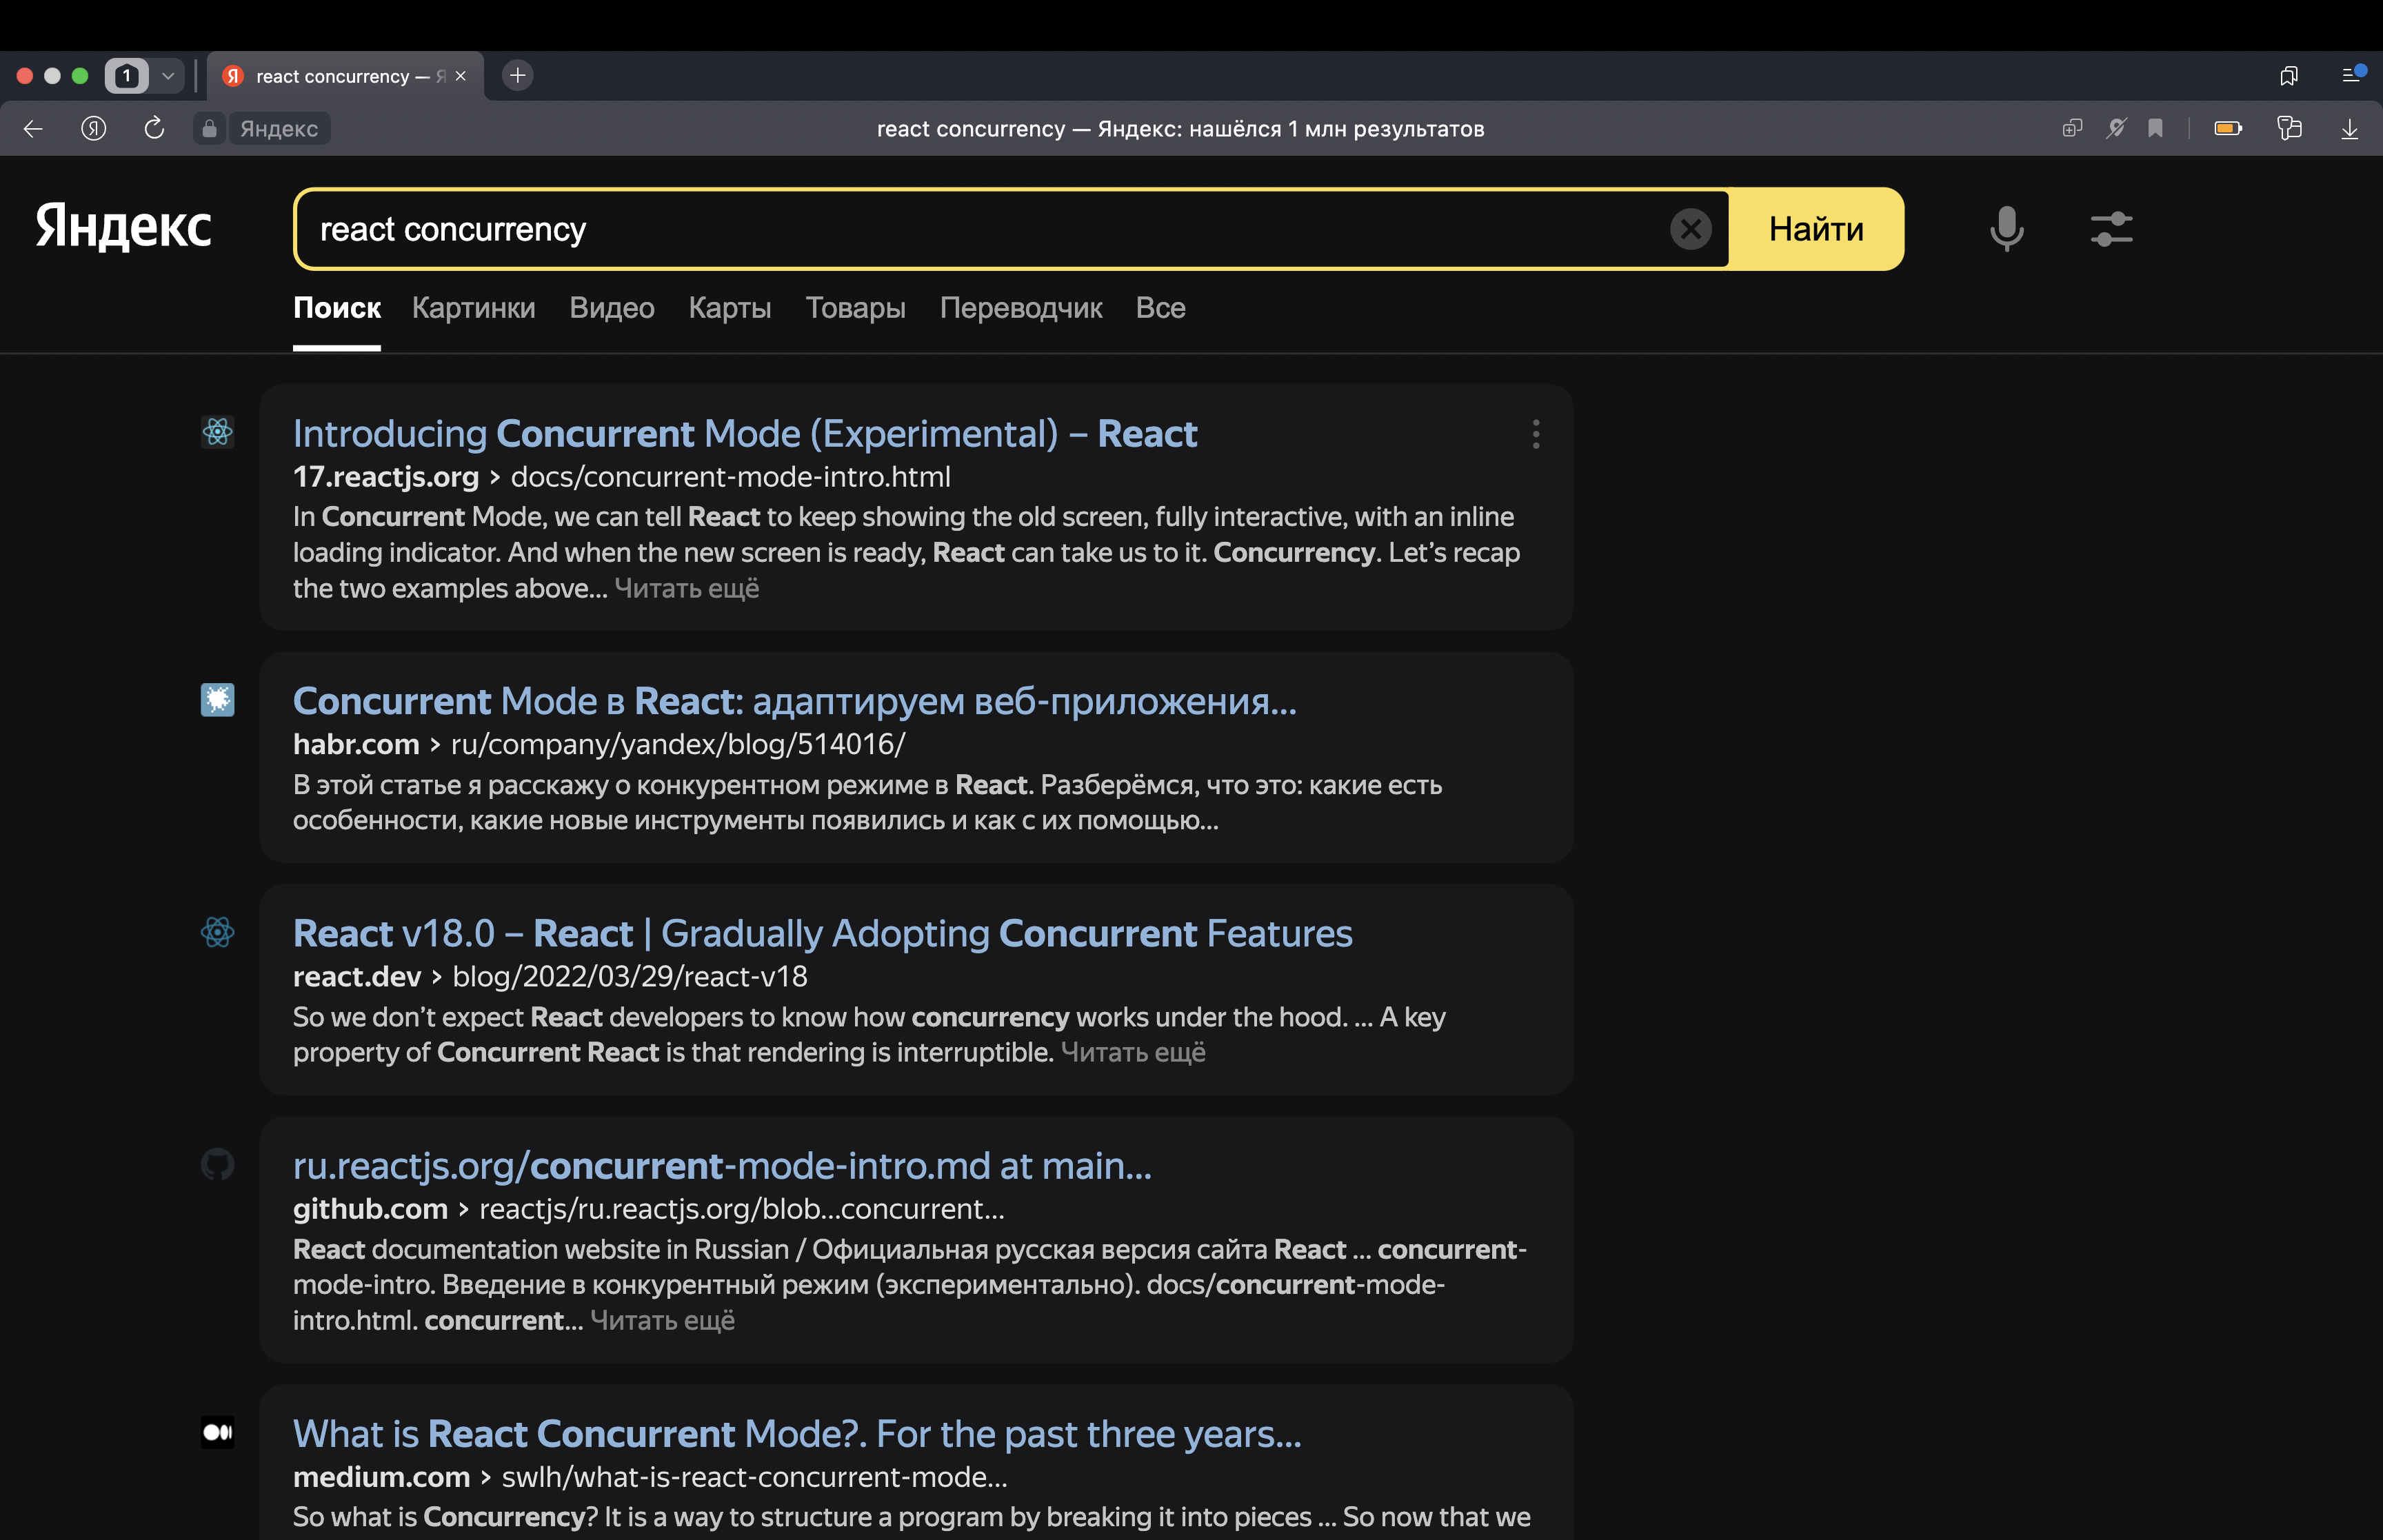 1
react concurrency — Я
Яндекс
react concurrency — Яндекс: нашёлся 1 млн результатов
Яндекс
react concurrency
Найти
Поиск Картинки Видео Карты Товары Переводчик Все
Introducing Concurrent Mode (Experimental) – React
17.reactjs.org › docs/concurrent-mode-intro.html
In Concurrent Mode, we can tell React to keep showing the old screen, fully interactive, with an inline
loading indicator. And when the new screen is ready, React can take us to it. Concurrency. Let’s recap
the two examples above... Читать ещё
Concurrent Mode в React: адаптируем веб-приложения...
habr.com › ru/company/yandex/blog/514016/
В этой статье я расскажу о конкурентном режиме в React. Разберёмся, что это: какие есть
особенности, какие новые инструменты появились и как с их помощью...
React v18.0 – React | Gradually Adopting Concurrent Features
react.dev › blog/2022/03/29/react-v18
So we don’t expect React developers to know how concurrency works under the hood. ... A key
property of Concurrent React is that rendering is interruptible. Читать ещё
ru.reactjs.org/concurrent-mode-intro.md at main...
github.com › reactjs/ru.reactjs.org/blob...concurrent...
React documentation website in Russian / Официальная русская версия сайта React ... concurrent-
mode-intro. Введение в конкурентный режим (экспериментально). docs/concurrent-mode-
intro.html. concurrent... Читать ещё
What is React Concurrent Mode?. For the past three years...
medium.com › swlh/what-is-react-concurrent-mode...
So what is Concurrency? It is a way to structure a program by breaking it into pieces ... So now that we